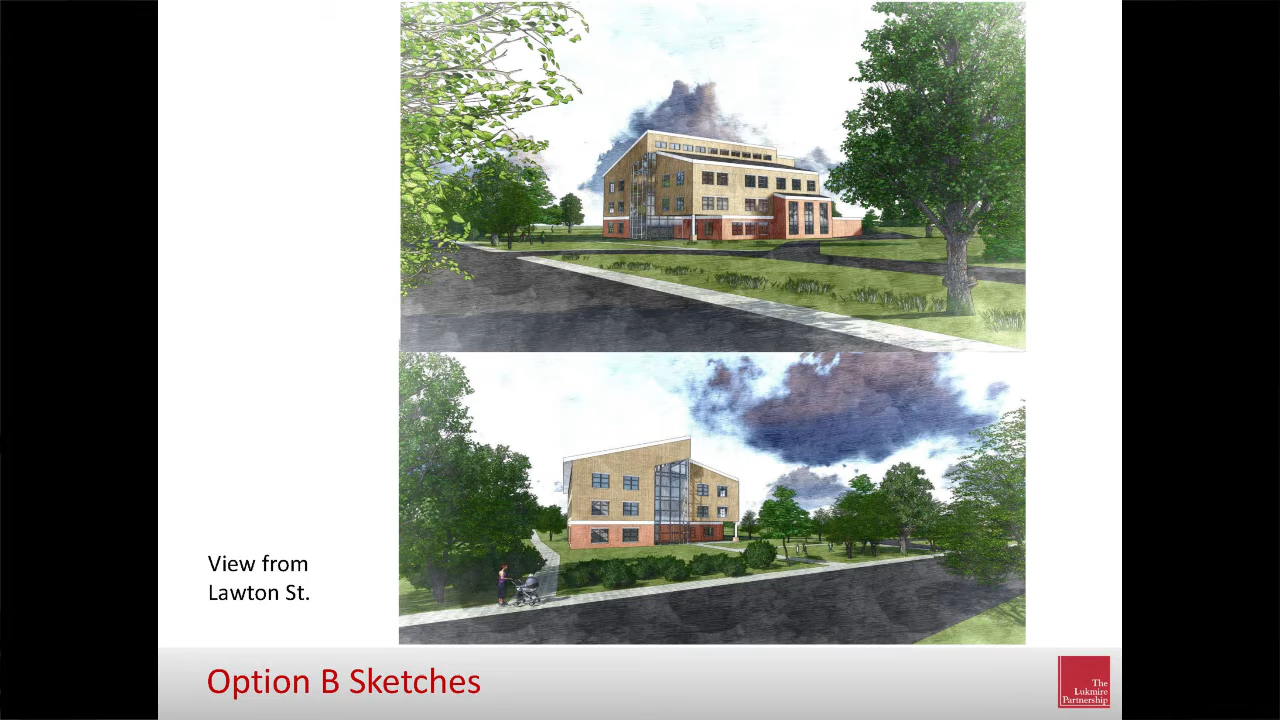 View from
Lawton St.
Option B Sketches
The
Lukmire
Partnership